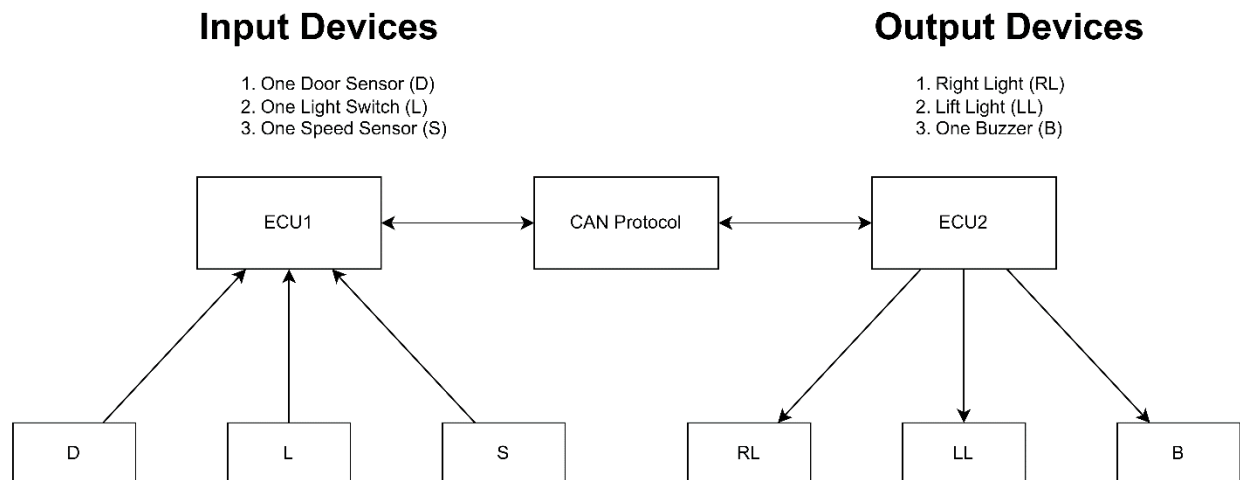 Input Devices
Output Devices
1. One Door Sensor (D)
2. One Light Switch (L)
3. One Speed Sensor (S)
1. Right Light (RL)
2. Lift Light (LL)
3. One Buzzer (B)
ECU1
CAN Protocol
ECU2
D
L
S
RL
LL
B